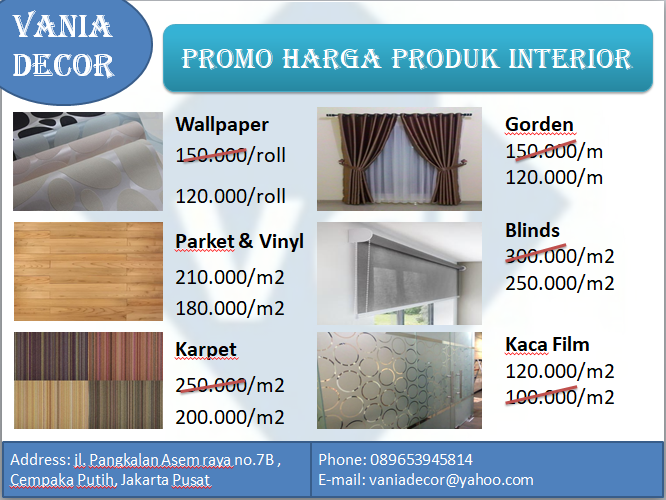 VANIA
DECOR
PROMO HARGA PRODUK INTERIOR
Wallpaper
150.000/roll
120.000/roll
Gorden
150.000/m
120.000/m
Parket & Vinyl
210.000/m2
180.000/m2
Blinds
300.000/m2
250.000/m2
Karpet
250.000/m2
200.000/m2
Kaca Film
120.000/m2
100.000/m2
Address: jl. Pangkalan Asem raya no.7B ,
Cempaka Putih, Jakarta Pusat
Phone: 089653945814
E-mail: vaniadecor@yahoo.com